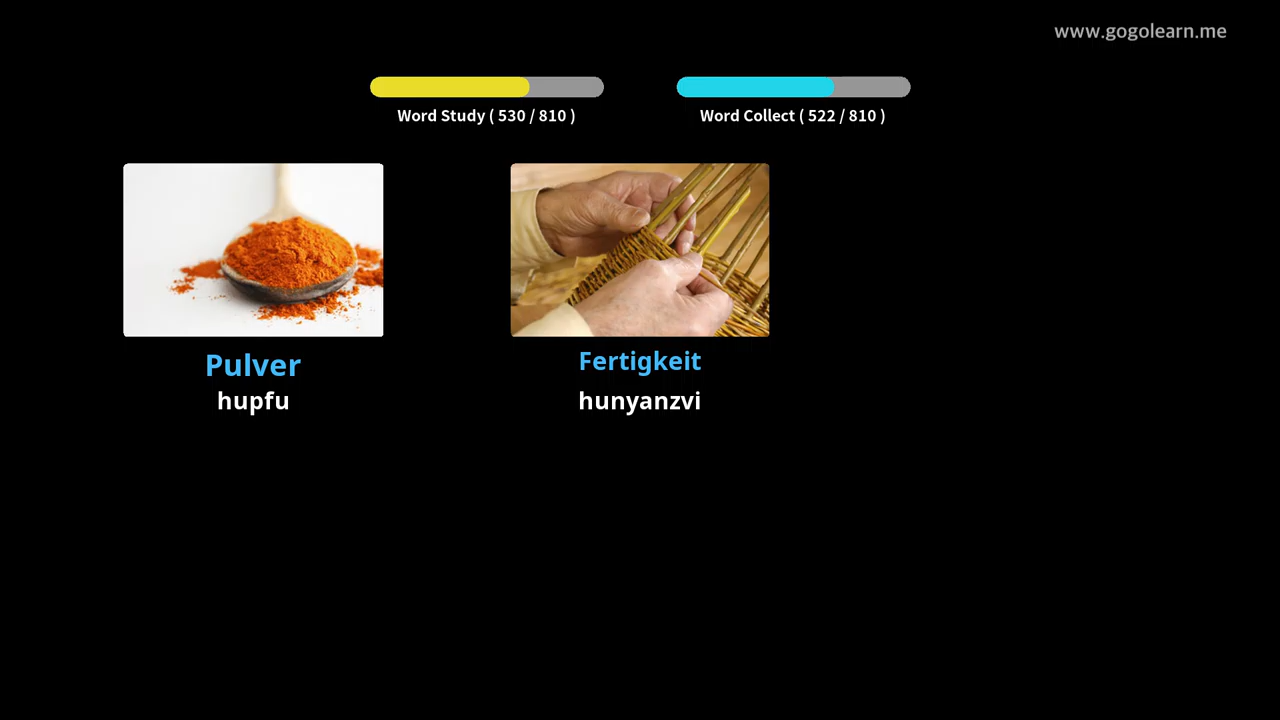 www.gogolearn.me
Word Study ( 530 / 810 )
Word Collect ( 522 / 810 )
Pulver
hupfu
Fertigkeit
hunyanzvi